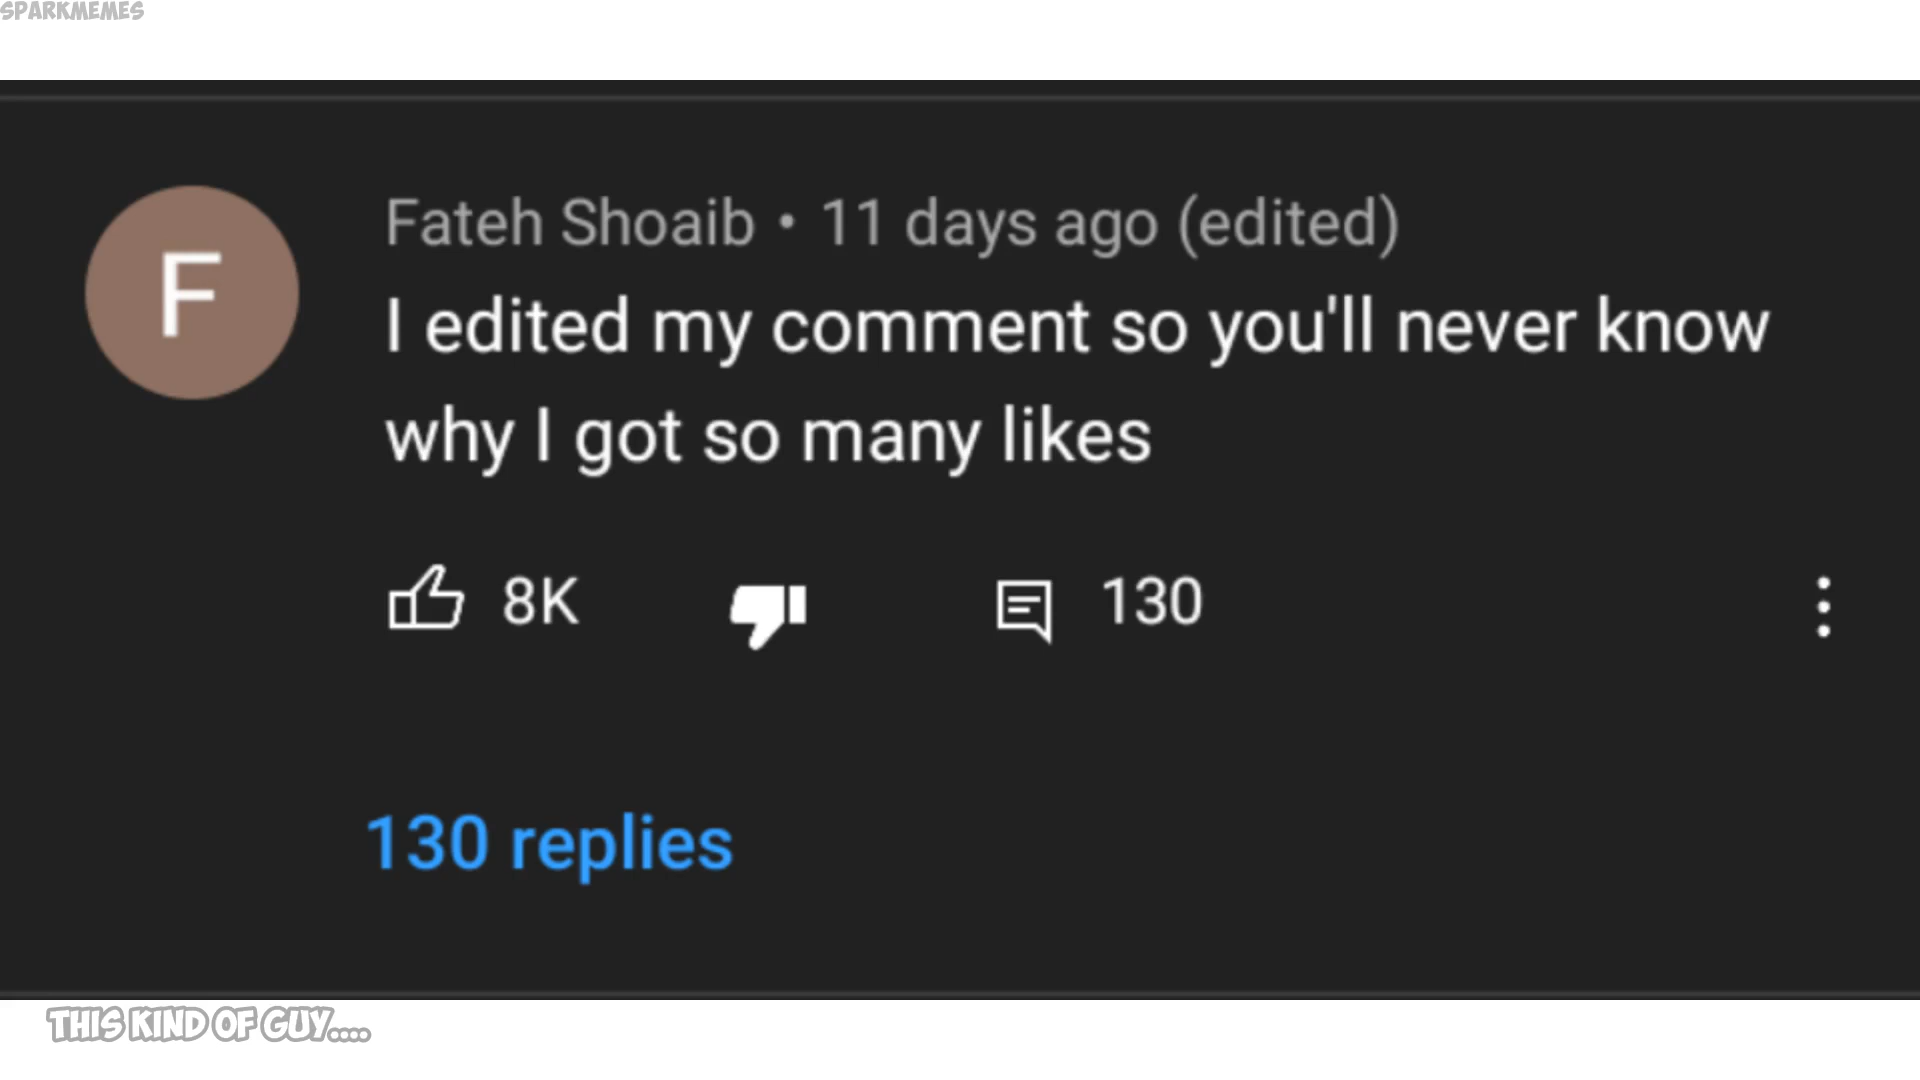 SPARKMEMES
F
Fateh Shoaib • 11 days ago (edited)
I edited my comment so you'll never know
why I got so many likes
8K
130
130 replies
THIS KIND OF GUY....